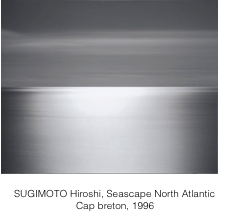 SUGIMOTO Hiroshi, Seascape North Atlantic
Cap breton, 1996